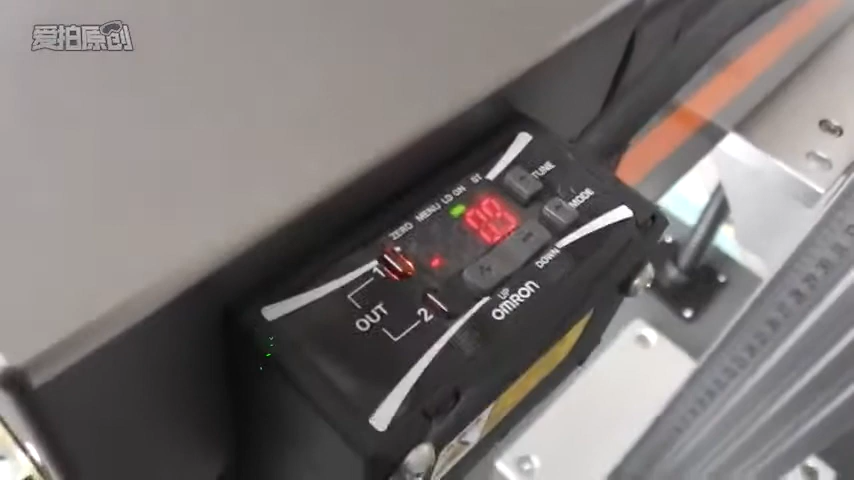 爱拍原创
ZERO MENU LD ON ST
TUNE
MODE
OUT
1
2
UP
DOWN
OMRON